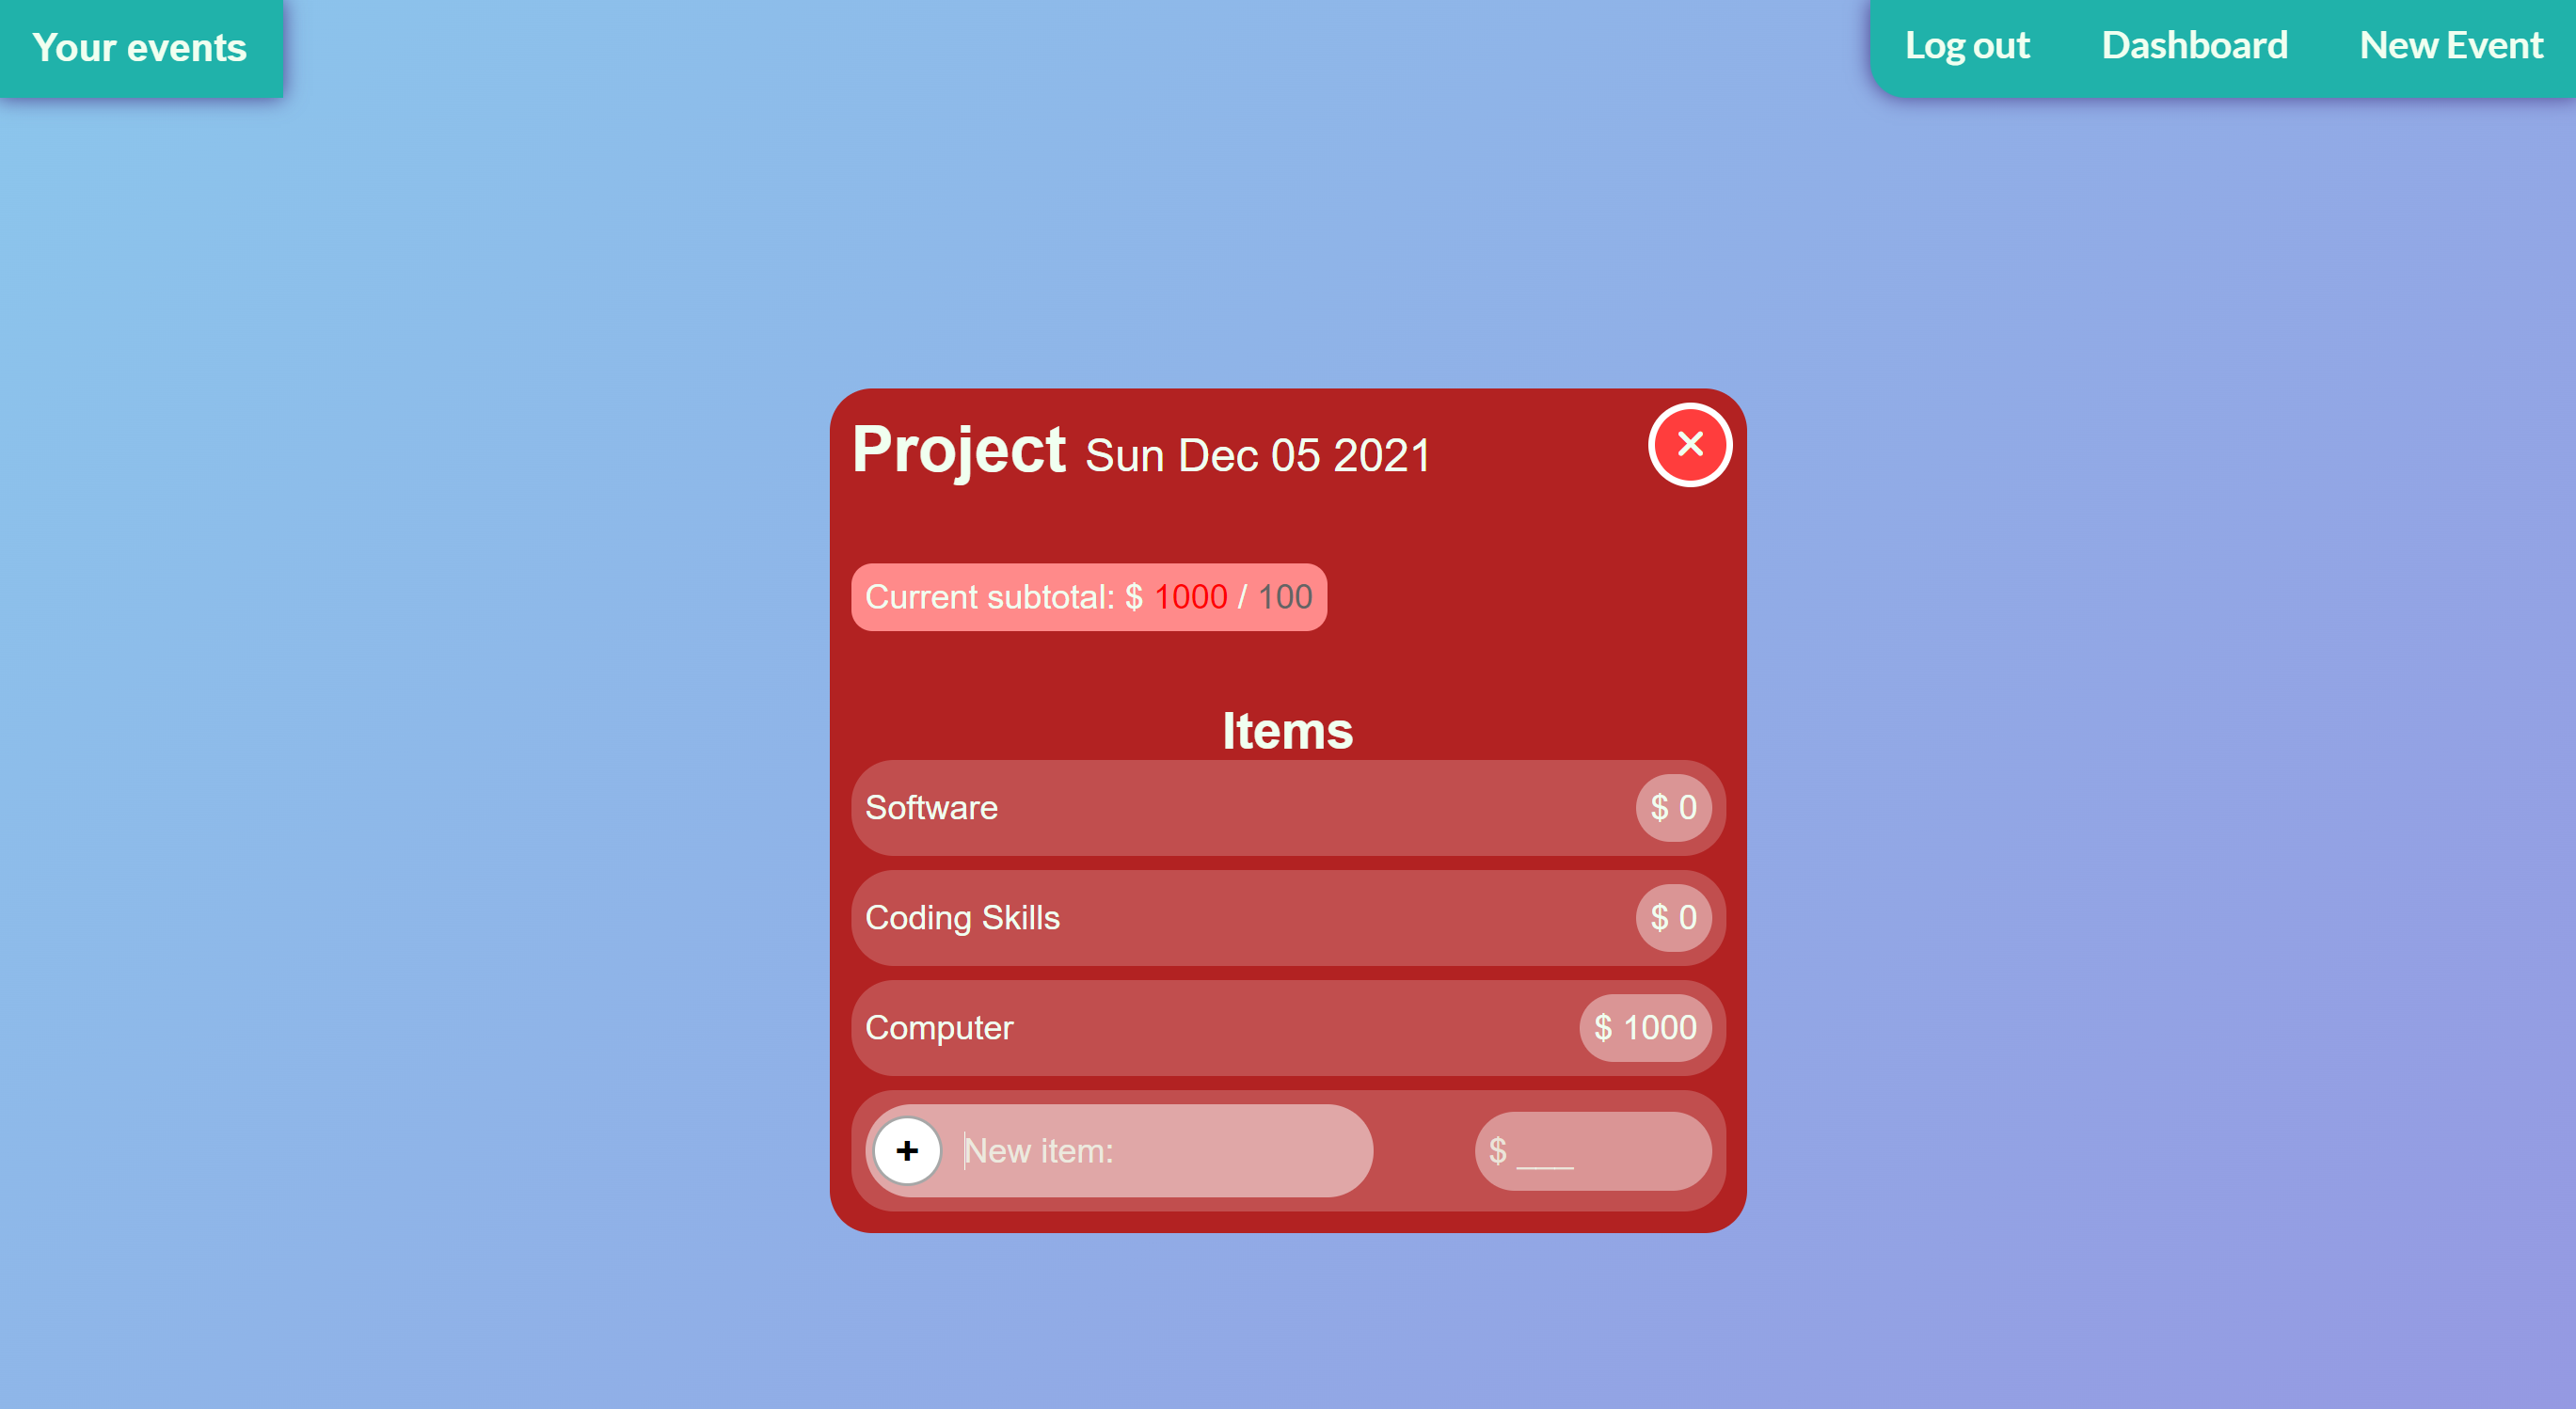 Your events
Log out Dashboard New Event
Project Sun Dec 05 2021
Current subtotal: $ 1000 / 100
Items
Software $ 0
Coding Skills $ 0
Computer $ 1000
+ New item: $ ___